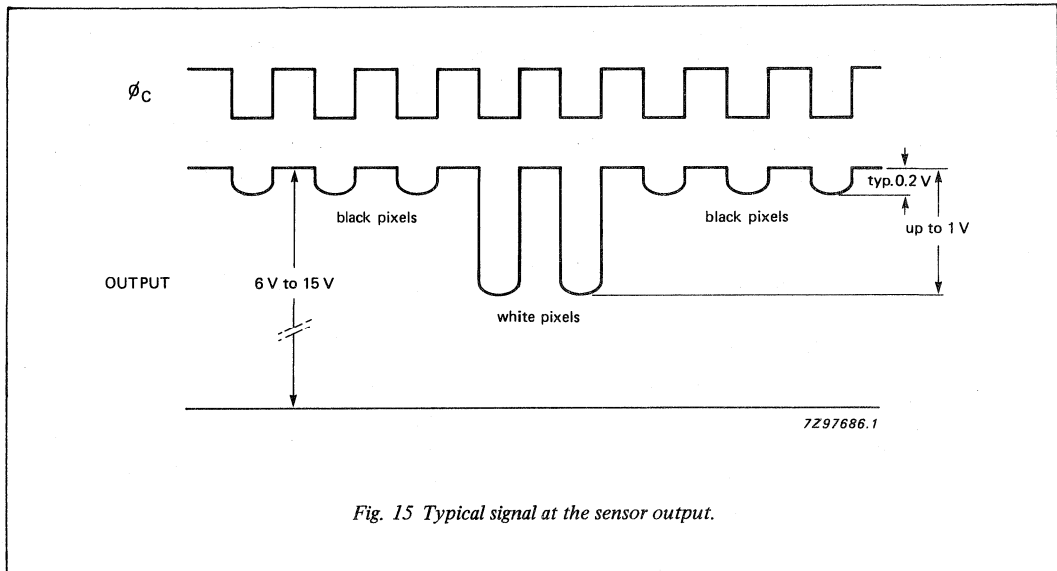 ϕC
typ. 0.2 V
black pixels
black pixels
up to 1 V
OUTPUT
6 V to 15 V
white pixels
7Z97686.1
Fig. 15 Typical signal at the sensor output.